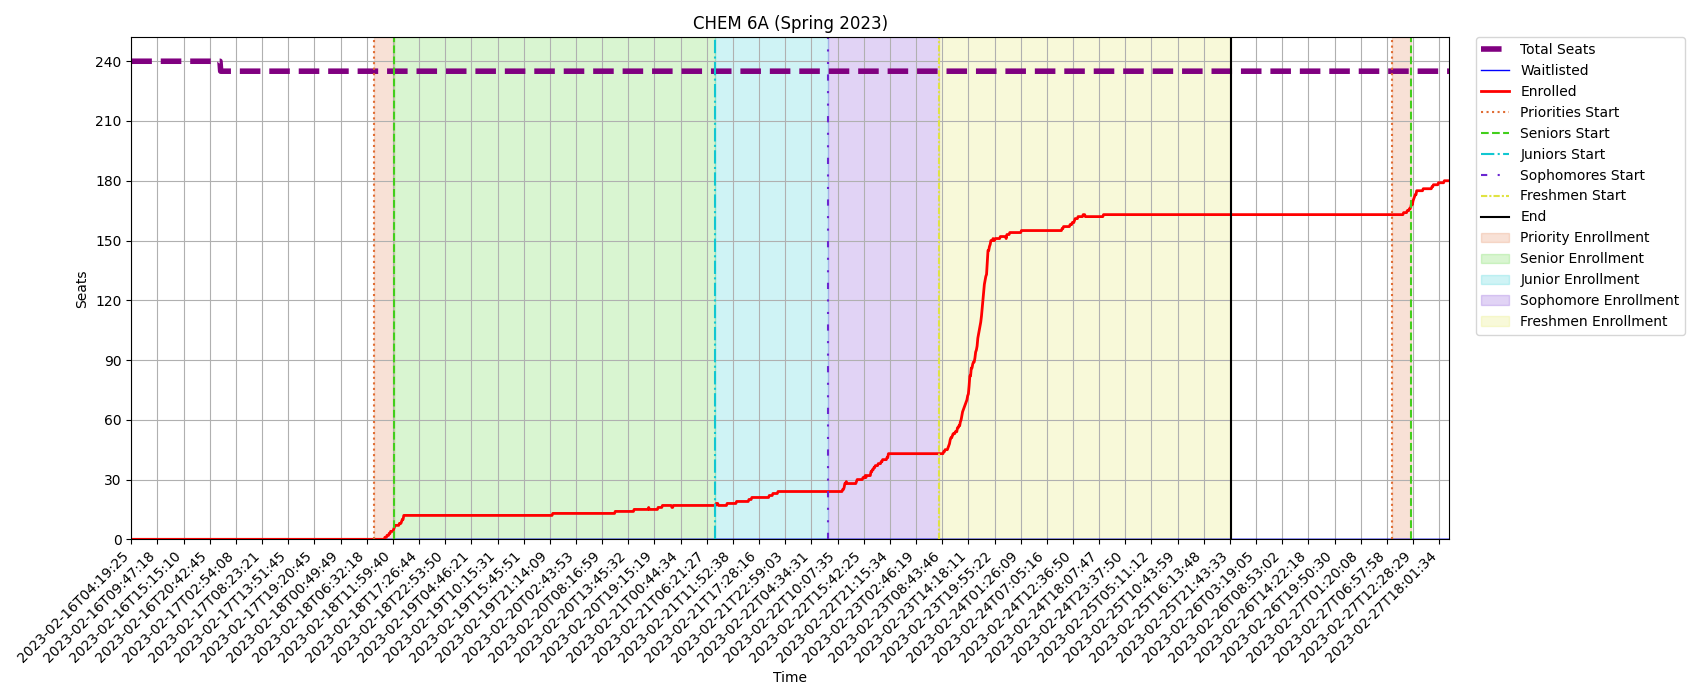 CHEM 6A (Spring 2023)
Seats
240
210
180
150
120
90
60
30
0
2023-02-16T04:19:25
2023-02-16T09:47:18
2023-02-16T15:15:10
2023-02-16T20:42:45
2023-02-17T02:54:08
2023-02-17T08:23:21
2023-02-17T13:51:45
2023-02-17T19:20:45
2023-02-18T00:49:49
2023-02-18T06:32:18
2023-02-18T11:59:40
2023-02-18T17:26:44
2023-02-18T22:53:50
2023-02-19T04:46:21
2023-02-19T10:15:31
2023-02-19T15:45:51
2023-02-19T21:14:09
2023-02-20T02:43:53
2023-02-20T08:16:59
2023-02-20T13:45:32
2023-02-20T19:15:19
2023-02-21T00:44:34
2023-02-21T06:21:27
2023-02-21T11:52:38
2023-02-21T17:28:16
2023-02-21T22:59:03
2023-02-22T04:34:31
2023-02-22T10:07:35
2023-02-22T15:42:25
2023-02-22T21:15:34
2023-02-23T02:46:19
2023-02-23T08:43:46
2023-02-23T14:18:11
2023-02-23T19:55:22
2023-02-24T01:26:09
2023-02-24T07:05:16
2023-02-24T12:36:50
2023-02-24T18:07:47
2023-02-24T23:37:50
2023-02-25T05:11:12
2023-02-25T10:43:59
2023-02-25T16:13:48
2023-02-25T21:43:33
2023-02-26T03:19:05
2023-02-26T08:53:02
2023-02-26T14:22:18
2023-02-26T19:50:30
2023-02-27T01:20:08
2023-02-27T06:57:58
2023-02-27T12:28:29
2023-02-27T18:01:34
Time
Total Seats
Waitlisted
Enrolled
Priorities Start
Seniors Start
Juniors Start
Sophomores Start
Freshmen Start
End
Priority Enrollment
Senior Enrollment
Junior Enrollment
Sophomore Enrollment
Freshmen Enrollment